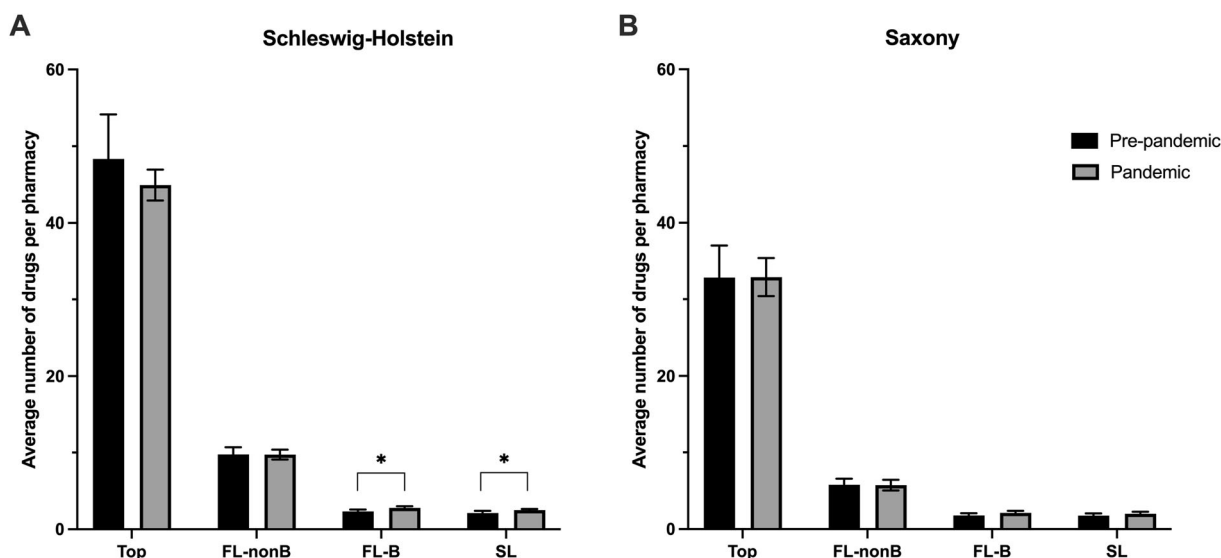 A
Schleswig-Holstein
Average number of drugs per pharmacy
60
40
20
0
*
*
Top
FL-nonB
FL-B
SL
B
Saxony
Average number of drugs per pharmacy
60
40
20
0
Pre-pandemic
Pandemic
Top
FL-nonB
FL-B
SL